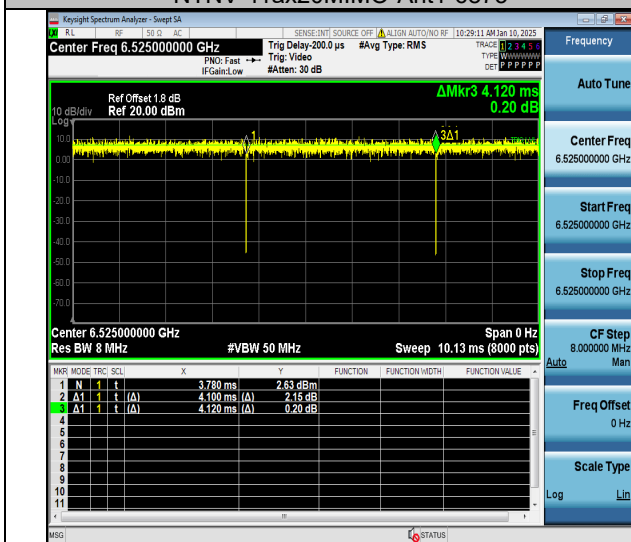 Keysight Spectrum Analyzer - Swept SA
RL RF 50 Ω AC SENSE:INT SOURCE OFF ALIGN AUTO/NO RF 10:29:11 AM Jan 10, 2025
Center Freq 6.525000000 GHz
PNO: Fast
IFGain:Low
Trig Delay-200.0 µs
Trig: Video
#Atten: 30 dB
#Avg Type: RMS
TRACE 1 2 3 4 5 6
TYPE WWWWWW
DET P P P P P P
Frequency
Auto Tune
Center Freq
6.525000000 GHz
Start Freq
6.525000000 GHz
Stop Freq
6.525000000 GHz
CF Step
8.000000 MHz
Auto Man
Freq Offset
0 Hz
Scale Type
Log Lin
ΔMkr3 4.120 ms
0.20 dB
Ref Offset 1.8 dB
10 dB/div Ref 20.00 dBm
Log
10.0
0.00
-10.0
-20.0
-30.0
-40.0
-50.0
-60.0
-70.0
1
3Δ1
Center 6.525000000 GHz Span 0 Hz
Res BW 8 MHz #VBW 50 MHz Sweep 10.13 ms (8000 pts)
MKR MODE TRC SCL X Y FUNCTION FUNCTION WIDTH FUNCTION VALUE
1 N 1 t 3.780 ms 2.63 dBm
2 Δ1 1 t (Δ) 4.100 ms (Δ) 2.15 dB
3 Δ1 1 t (Δ) 4.120 ms (Δ) 0.20 dB
4
5
6
7
8
9
10
11
MSG STATUS